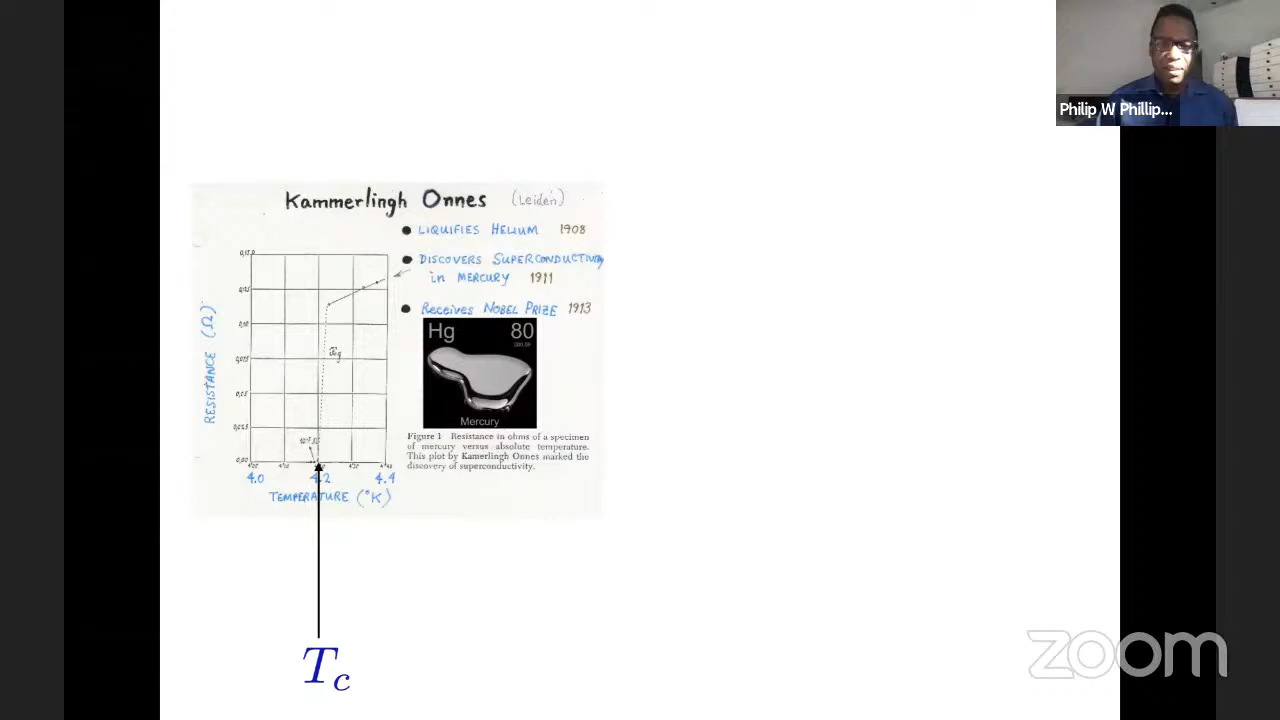 Philip W Phillip...
Kammerlingh Onnes (Leiden)
● LIQUIFIES HELIUM 1908
● DISCOVERS SUPERCONDUCTIVITY
in MERCURY 1911
● Receives NOBEL PRIZE 1913
RESISTANCE (Ω)
Hg 80
Mercury
Hg
Figure 1 Resistance in ohms of a specimen
of mercury versus absolute temperature.
This plot by Kamerlingh Onnes marked the
discovery of superconductivity.
4.0 4.2 4.4
TEMPERATURE (°K)
Tc
zoom